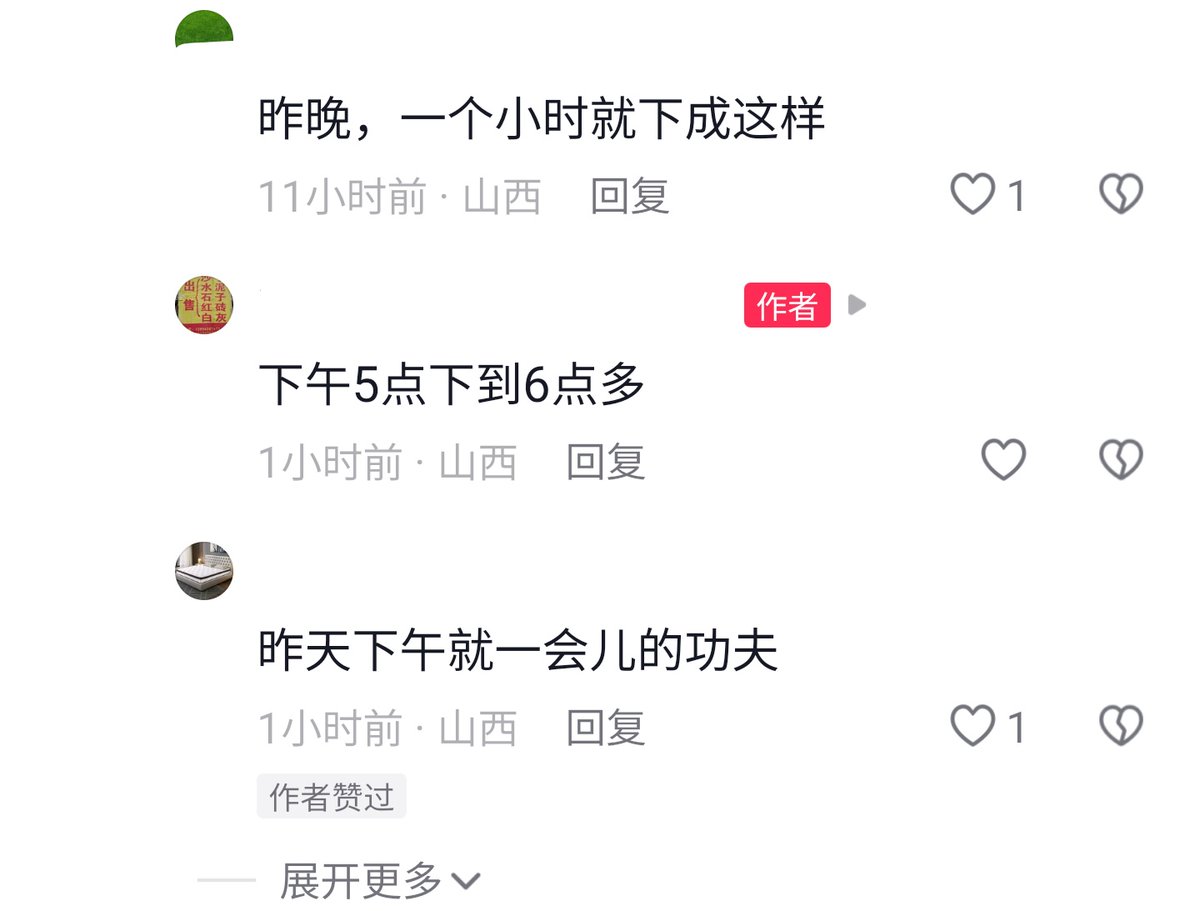 昨晚，一个小时就下成这样
11小时前 · 山西 回复 1
作者
下午5点下到6点多
1小时前 · 山西 回复
昨天下午就一会儿的功夫
1小时前 · 山西 回复 1
作者赞过
展开更多